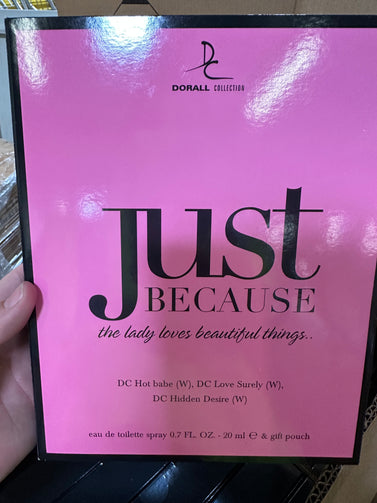 DC
DORALL COLLECTION
Just
BECAUSE
the lady loves beautiful things..
DC Hot babe (W), DC Love Surely (W),
DC Hidden Desire (W)
eau de toilette spray 0.7 FL. OZ. - 20 ml ℮ & gift pouch